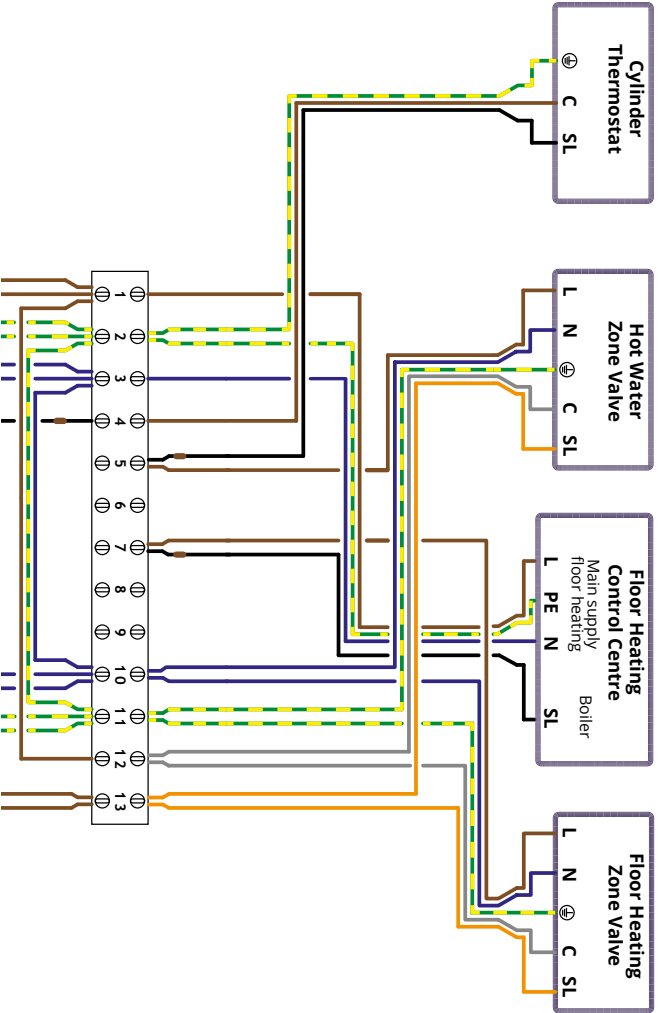 Cylinder
Thermostat
C
SL
Hot Water
Zone Valve
L
N
C
SL
Floor Heating
Control Centre
Main supply
floor heating
Boiler
L
PE
N
SL
Floor Heating
Zone Valve
L
N
C
SL
1
2
3
4
5
6
7
8
9
10
11
12
13